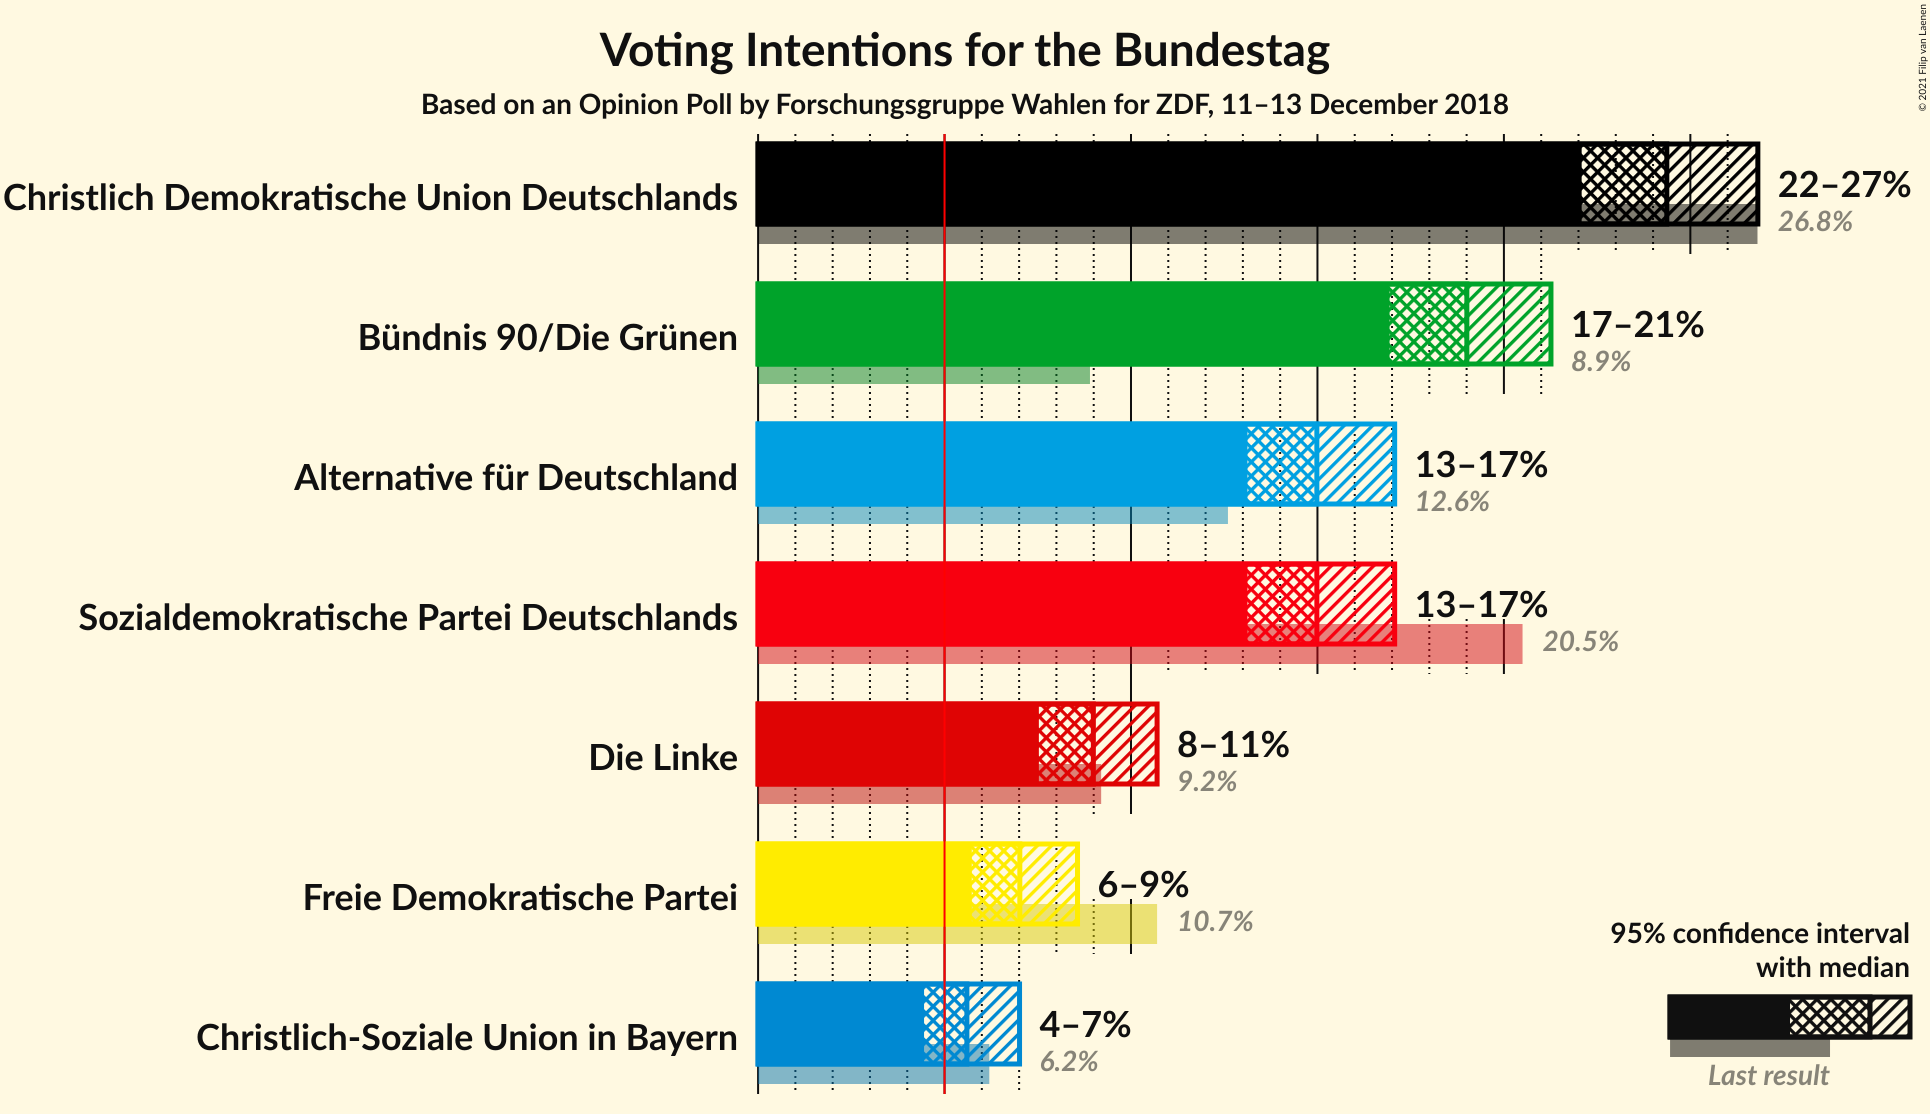 Voting Intentions for the Bundestag
Based on an Opinion Poll by Forschungsgruppe Wahlen for ZDF, 11–13 December 2018
© 2021 Filip van Laenen
Christlich Demokratische Union Deutschlands
22–27%
26.8%
Bündnis 90/Die Grünen
17–21%
8.9%
Alternative für Deutschland
13–17%
12.6%
Sozialdemokratische Partei Deutschlands
13–17%
20.5%
Die Linke
8–11%
9.2%
Freie Demokratische Partei
6–9%
10.7%
Christlich-Soziale Union in Bayern
4–7%
6.2%
95% confidence interval
with median
Last result